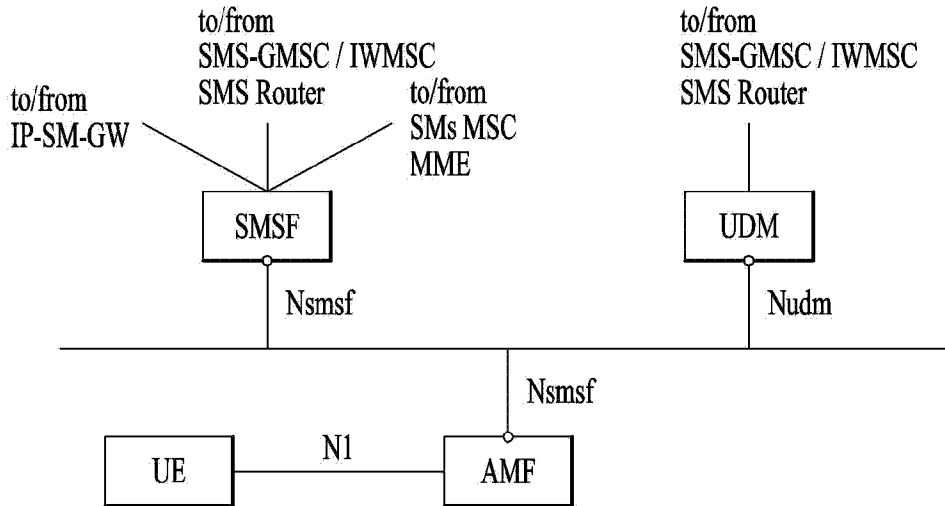 to/from
SMS-GMSC / IWMSC
SMS Router
to/from
IP-SM-GW
to/from
SMs MSC
MME
to/from
SMS-GMSC / IWMSC
SMS Router
SMSF
UDM
Nsmsf
Nudm
Nsmsf
UE
N1
AMF